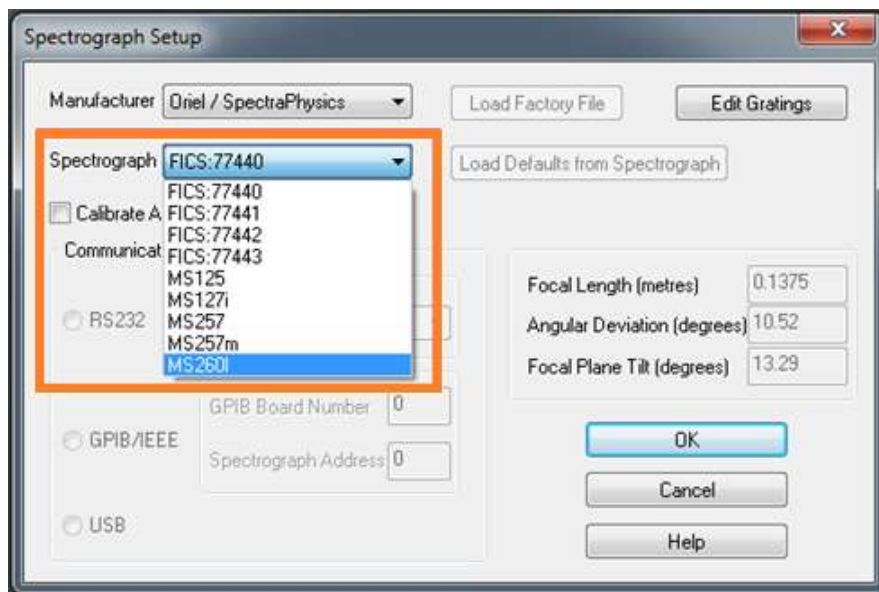 Spectrograph Setup
Manufacturer Oriel / SpectraPhysics Load Factory File Edit Gratings
Spectrograph FICS:77440 Load Defaults from Spectrograph
FICS:77440
Calibrate A FICS:77441
FICS:77442
Communicat FICS:77443
MS125
MS127i
RS232 MS257
MS257m
MS260I
Focal Length (metres) 0.1375
Angular Deviation (degrees) 10.52
Focal Plane Tilt (degrees) 13.29
GPIB Board Number 0
GPIB/IEEE
Spectrograph Address 0
USB
OK
Cancel
Help